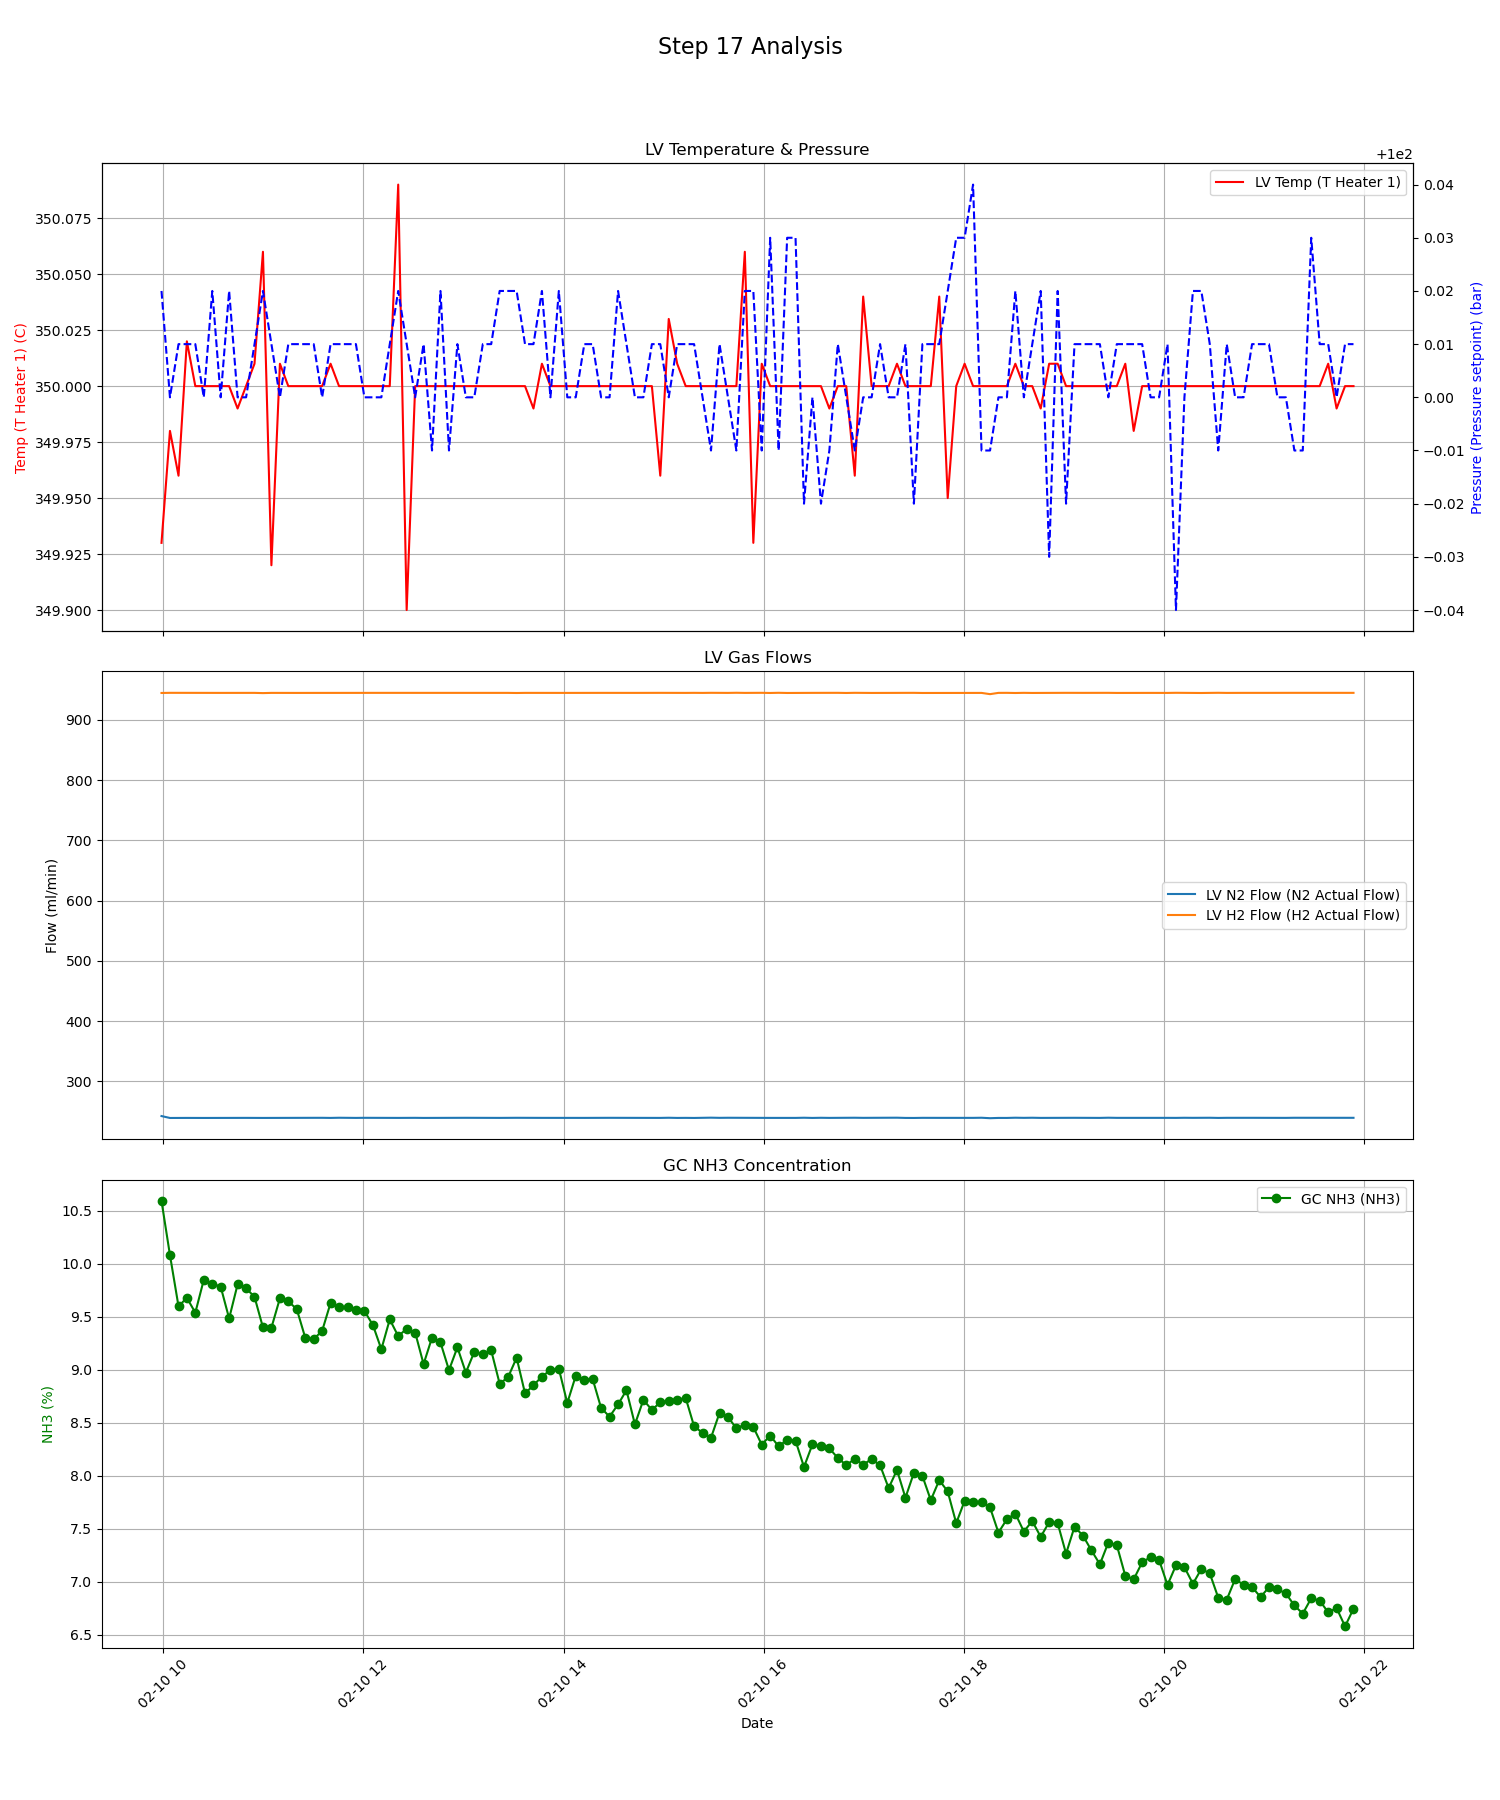 Step 17 Analysis
LV Temperature & Pressure
+1e2
LV Temp (T Heater 1)
350.075
350.050
350.025
350.000
349.975
349.950
349.925
349.900
Temp (T Heater 1) (C)
0.04
0.03
0.02
0.01
0.00
−0.01
−0.02
−0.03
−0.04
Pressure (Pressure setpoint) (bar)
LV Gas Flows
900
800
700
600
500
400
300
Flow (ml/min)
LV N2 Flow (N2 Actual Flow)
LV H2 Flow (H2 Actual Flow)
GC NH3 Concentration
GC NH3 (NH3)
10.5
10.0
9.5
9.0
8.5
8.0
7.5
7.0
6.5
NH3 (%)
02-10 10
02-10 12
02-10 14
02-10 16
02-10 18
02-10 20
02-10 22
Date